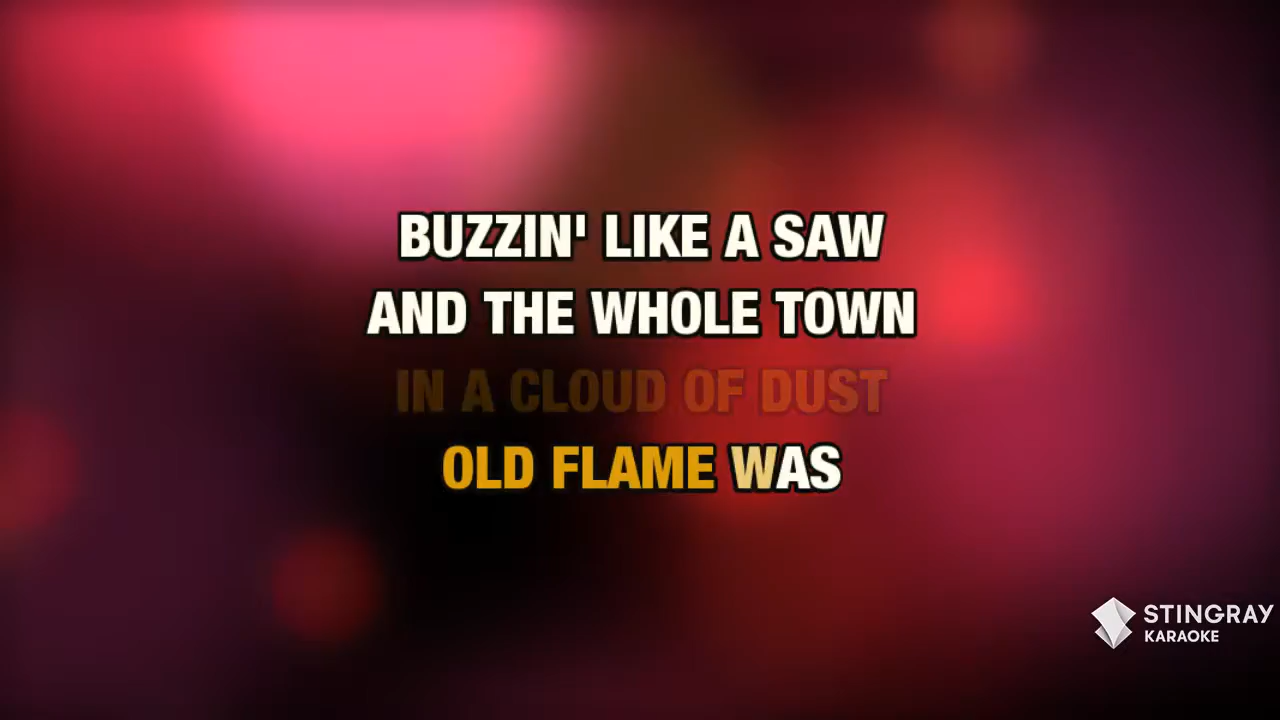 BUZZIN' LIKE A SAW
AND THE WHOLE TOWN
IN A CLOUD OF DUST
OLD FLAME WAS
STINGRAY
KARAOKE